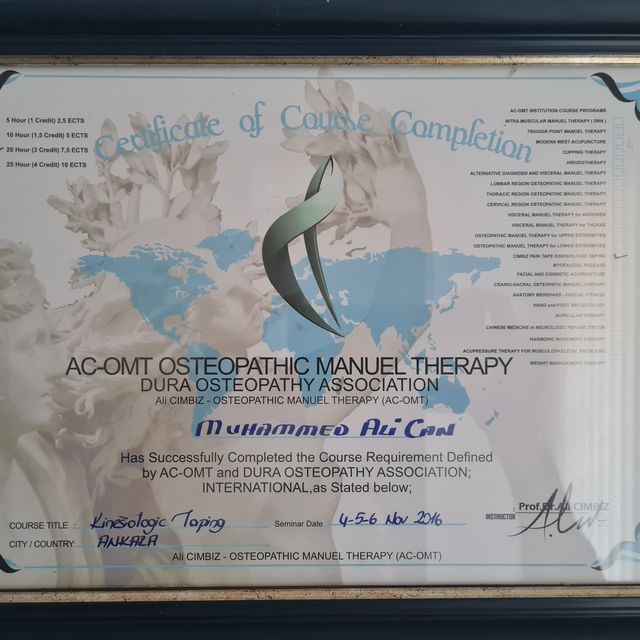 Certificate of Course Completion
5 Hour (1 Credit) 2,5 ECTS
10 Hour (1,5 Credit) 5 ECTS
20 Hour (3 Credit) 7,5 ECTS
25 Hour (4 Credit) 10 ECTS
AC-OMT INSTITUTION COURSE PROGRAMS
INTRA-MUSCULAR MANUEL THERAPY ( DRN )
TRIGGER POINT MANUEL THERAPY
MODERN WEST ACUPUNCTURE
CUPPING THERAPY
HIRUDOTHERAPY
ALTERNATIVE DIAGNOSIS AND VISCERAL MANUEL THERAPY
LUMBAR REGION OSTEOPATIC MANUEL THERAPY
THORACIC REGION OSTEOPATIC MANUEL THERAPY
CERVICAL REGION OSTEOPATIC MANUEL THERAPY
VISCERAL MANUEL THERAPY for ABDOMEN
VISCERAL MANUEL THERAPY for THORAX
OSTEOPATIC MANUEL THERAPY for UPPER EXTREMITIES
OSTEOPATIC MANUEL THERAPY for LOWER EXTREMITIES
CIMBIZ PAIN TAPE KINESIOLOGIC TAPING
MYOFASCIAL RELEASE
FACIAL AND COSMETIC ACUPUNCTURE
CRANIO-SACRAL OSTEOPATIC MANUEL THERAPY
ANATOMY MERIDIANS - FASCIAL FITNESS
HAND and FOOT REFLEXOLOGY
AURICULAR THERAPY
CHINESE MEDICINE in NEUROLOGIC REHABILITATION
HARMONIC MOVEMENT THERAPY
ACUPRESSURE THERAPY FOR MUSCULOSKELETAL PROBLEMS
WEIGHT MANAGEMENT THERAPY
AC-OMT OSTEOPATHIC MANUEL THERAPY
DURA OSTEOPATHY ASSOCIATION
Ali CIMBIZ - OSTEOPATHIC MANUEL THERAPY (AC-OMT)
MUHAMMED ALi CAN
Has Successfully Completed the Course Requirement Defined
by AC-OMT and DURA OSTEOPATHY ASSOCIATION;
INTERNATIONAL,as Stated below;
COURSE TITLE : Kinesiologic Taping Seminar Date 4-5-6 Nov 2016
CITY / COUNTRY: ANKARA
INSTRUCTOR : Prof.Dr.Ali CIMBIZ
Ali CIMBIZ - OSTEOPATHIC MANUEL THERAPY (AC-OMT)